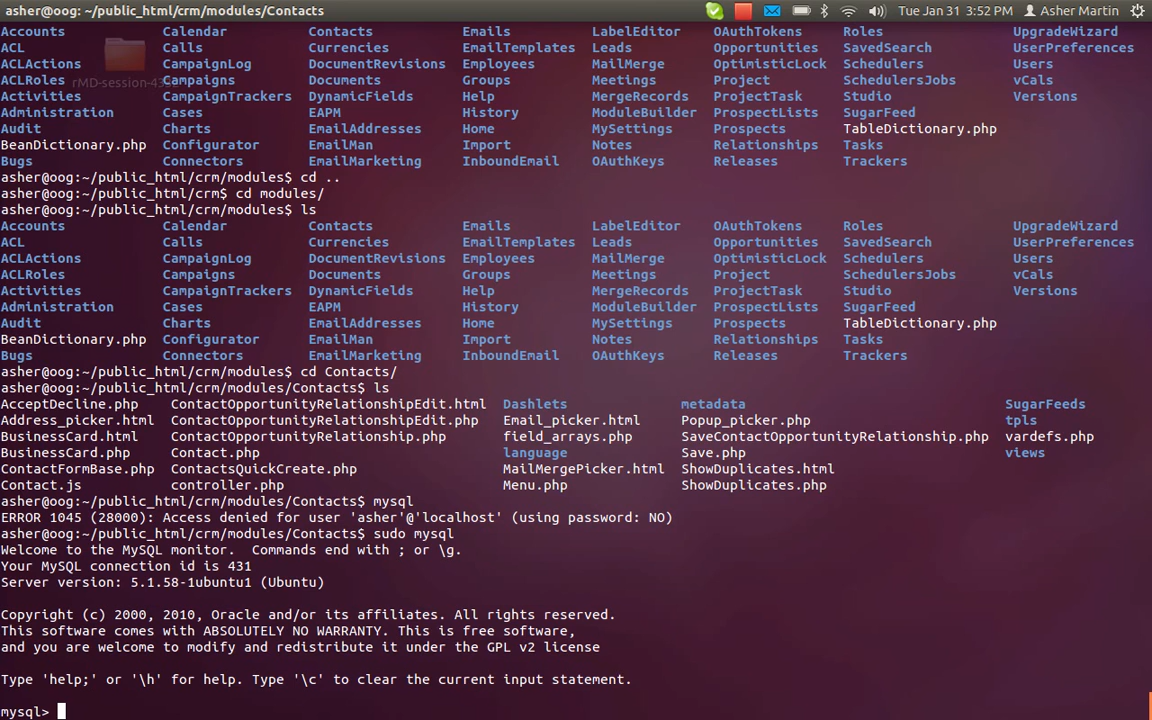 asher@oog: ~/public_html/crm/modules/Contacts Tue Jan 31 3:52 PM Asher Martin
Accounts Calendar Contacts Emails LabelEditor OAuthTokens Roles UpgradeWizard
ACL Calls Currencies EmailTemplates Leads Opportunities SavedSearch UserPreferences
ACLActions CampaignLog DocumentRevisions Employees MailMerge OptimisticLock Schedulers Users
ACLRoles Campaigns Documents Groups Meetings Project SchedulersJobs vCals
Activities CampaignTrackers DynamicFields Help MergeRecords ProjectTask Studio Versions
Administration Cases EAPM History ModuleBuilder ProspectLists SugarFeed
Audit Charts EmailAddresses Home MySettings Prospects TableDictionary.php
BeanDictionary.php Configurator EmailMan Import Notes Relationships Tasks
Bugs Connectors EmailMarketing InboundEmail OAuthKeys Releases Trackers
asher@oog:~/public_html/crm/modules$ cd ..
asher@oog:~/public_html/crm$ cd modules/
asher@oog:~/public_html/crm/modules$ ls
Accounts Calendar Contacts Emails LabelEditor OAuthTokens Roles UpgradeWizard
ACL Calls Currencies EmailTemplates Leads Opportunities SavedSearch UserPreferences
ACLActions CampaignLog DocumentRevisions Employees MailMerge OptimisticLock Schedulers Users
ACLRoles Campaigns Documents Groups Meetings Project SchedulersJobs vCals
Activities CampaignTrackers DynamicFields Help MergeRecords ProjectTask Studio Versions
Administration Cases EAPM History ModuleBuilder ProspectLists SugarFeed
Audit Charts EmailAddresses Home MySettings Prospects TableDictionary.php
BeanDictionary.php Configurator EmailMan Import Notes Relationships Tasks
Bugs Connectors EmailMarketing InboundEmail OAuthKeys Releases Trackers
asher@oog:~/public_html/crm/modules$ cd Contacts/
asher@oog:~/public_html/crm/modules/Contacts$ ls
AcceptDecline.php ContactOpportunityRelationshipEdit.html Dashlets metadata SugarFeeds
Address_picker.html ContactOpportunityRelationshipEdit.php Email_picker.html Popup_picker.php tpls
BusinessCard.html ContactOpportunityRelationship.php field_arrays.php SaveContactOpportunityRelationship.php vardefs.php
BusinessCard.php Contact.php language Save.php views
ContactFormBase.php ContactsQuickCreate.php MailMergePicker.html ShowDuplicates.html
Contact.js controller.php Menu.php ShowDuplicates.php
asher@oog:~/public_html/crm/modules/Contacts$ mysql
ERROR 1045 (28000): Access denied for user 'asher'@'localhost' (using password: NO)
asher@oog:~/public_html/crm/modules/Contacts$ sudo mysql
Welcome to the MySQL monitor.  Commands end with ; or \g.
Your MySQL connection id is 431
Server version: 5.1.58-1ubuntu1 (Ubuntu)
Copyright (c) 2000, 2010, Oracle and/or its affiliates. All rights reserved.
This software comes with ABSOLUTELY NO WARRANTY. This is free software,
and you are welcome to modify and redistribute it under the GPL v2 license
Type 'help;' or '\h' for help. Type '\c' to clear the current input statement.
mysql>